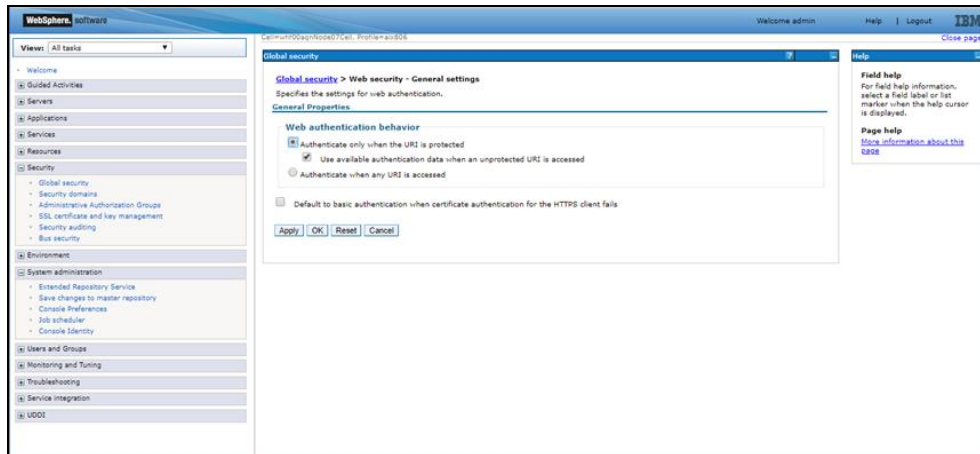 WebSphere. software
Welcome admin
Help | Logout
IBM
View: All tasks
Welcome
Guided Activities
Servers
Applications
Services
Resources
Security
Global security
Security domains
Administrative Authorization Groups
SSL certificate and key management
Security auditing
Bus security
Environment
System administration
Extended Repository Service
Save changes to master repository
Console Preferences
Job scheduler
Console Identity
Users and Groups
Monitoring and Tuning
Troubleshooting
Service integration
UDDI
Close page
Global security
?
Global security > Web security - General settings
Specifies the settings for web authentication.
General Properties
Web authentication behavior
Authenticate only when the URI is protected
Use available authentication data when an unprotected URI is accessed
Authenticate when any URI is accessed
Default to basic authentication when certificate authentication for the HTTPS client fails
Apply OK Reset Cancel
Help
Field help
For field help information,
select a field label or list
marker when the help cursor
is displayed.
Page help
More information about this
page